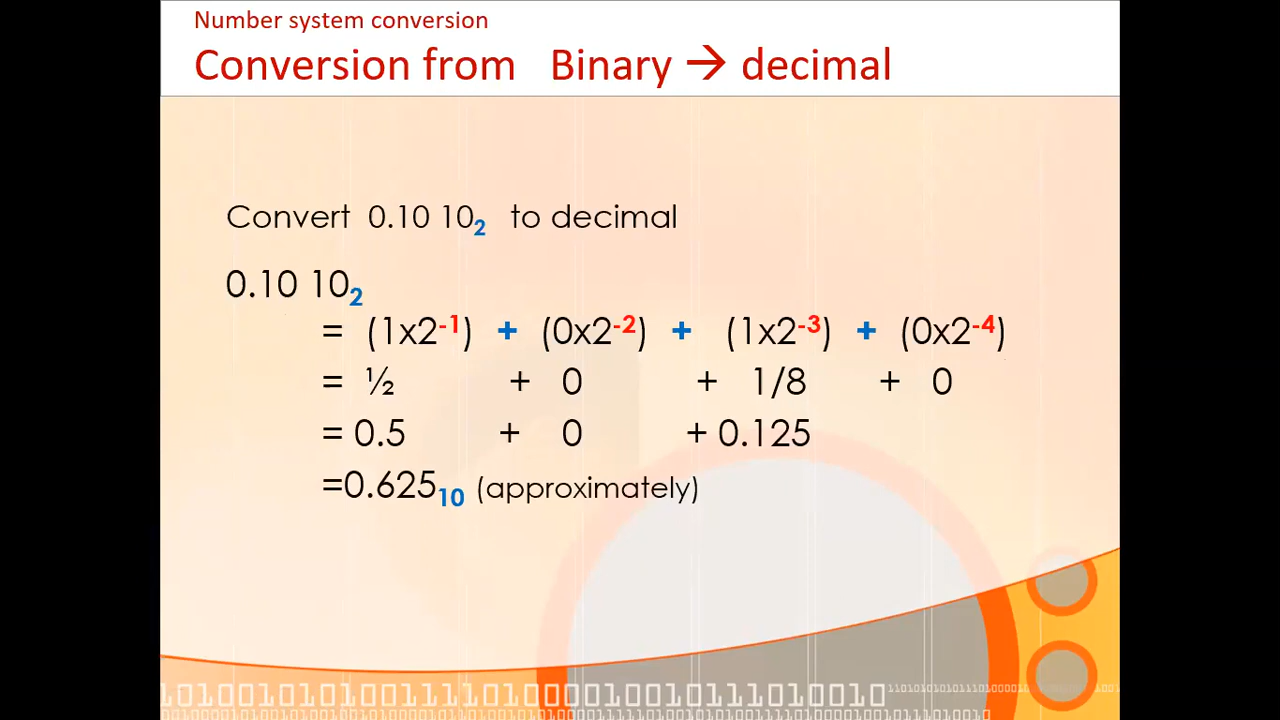 Number system conversion
Conversion from Binary → decimal
Convert 0.10 10₂ to decimal
0.10 10₂
= (1x2⁻¹) + (0x2⁻²) + (1x2⁻³) + (0x2⁻⁴)
= ½ + 0 + 1/8 + 0
= 0.5 + 0 + 0.125
=0.625₁₀ (approximately)